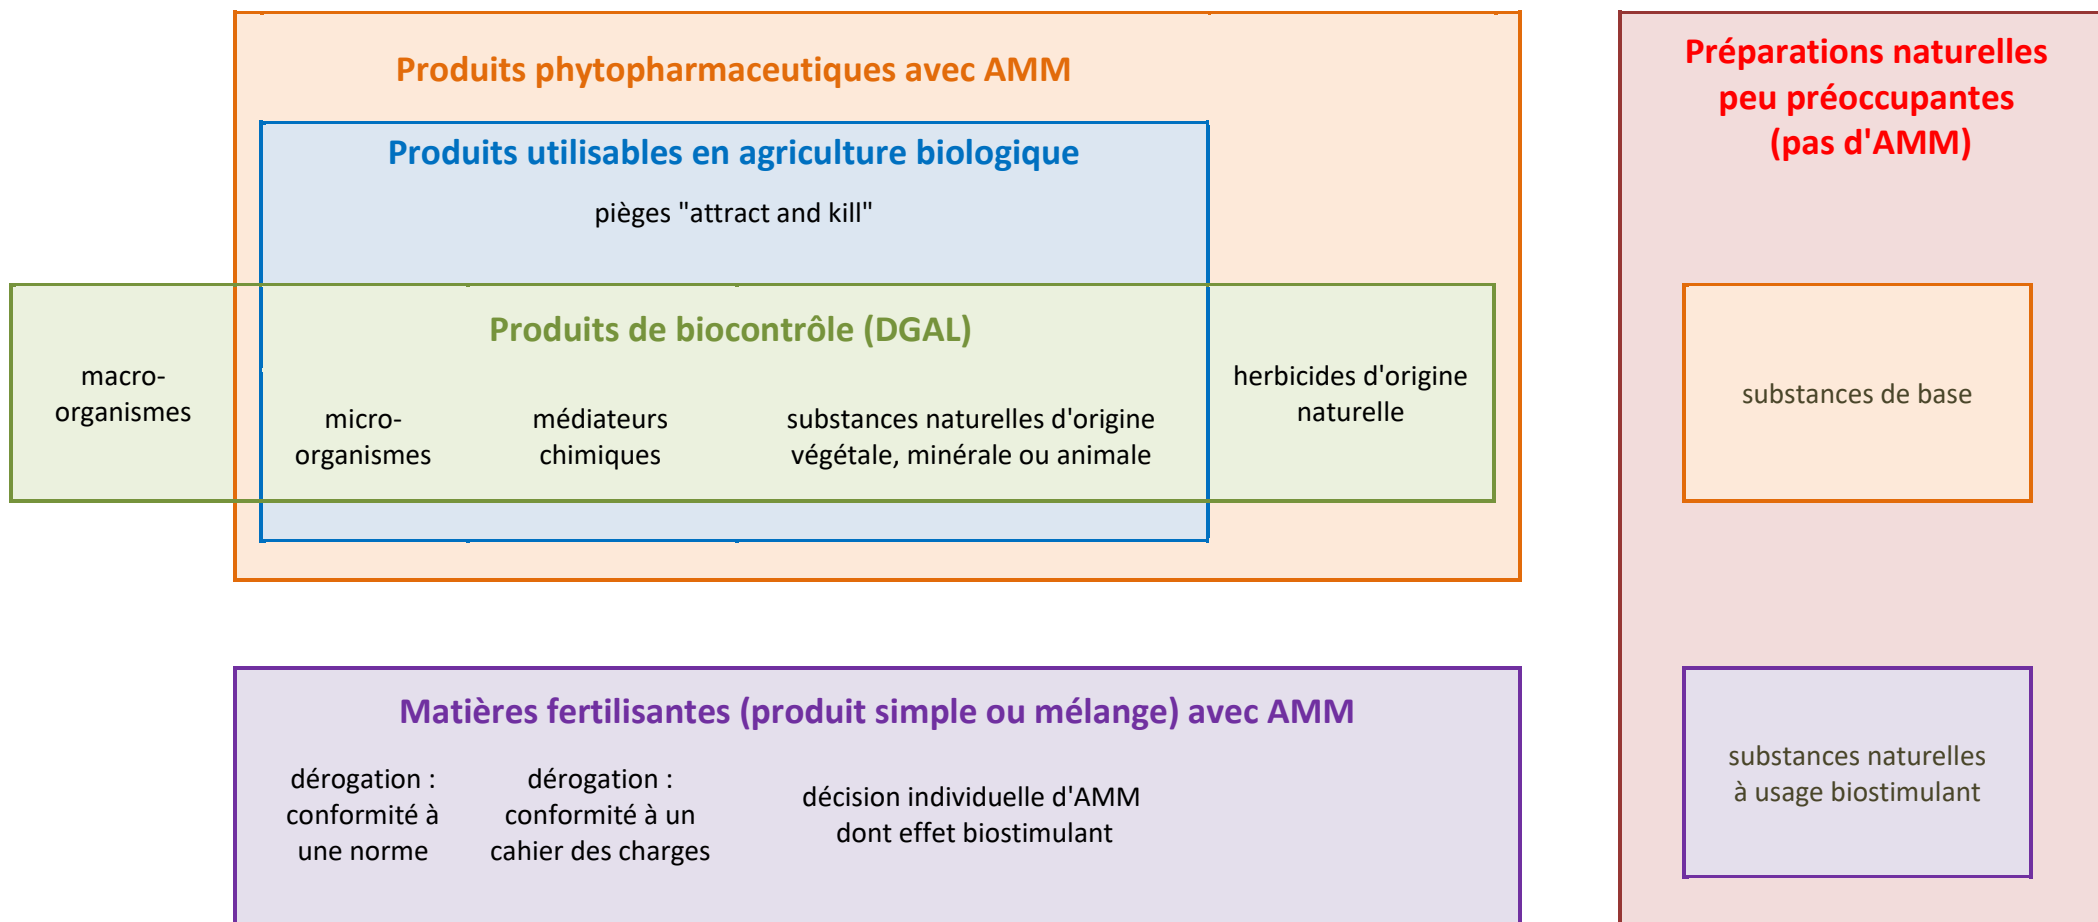 Produits phytopharmaceutiques avec AMM
Produits utilisables en agriculture biologique
pièges "attract and kill"
Produits de biocontrôle (DGAL)
macro-
organismes
micro-
organismes
médiateurs
chimiques
substances naturelles d'origine
végétale, minérale ou animale
herbicides d'origine
naturelle
Préparations naturelles
peu préoccupantes
(pas d'AMM)
substances de base
substances naturelles
à usage biostimulant
Matières fertilisantes (produit simple ou mélange) avec AMM
dérogation :
conformité à
une norme
dérogation :
conformité à un
cahier des charges
décision individuelle d'AMM
dont effet biostimulant